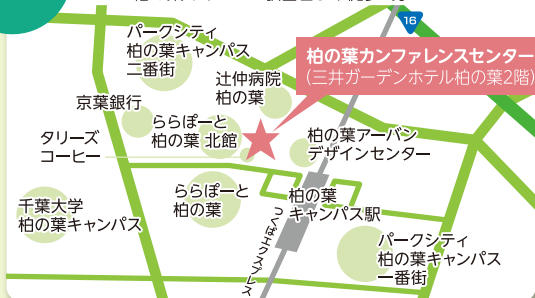 16
パークシティ
柏の葉キャンパス
二番街
柏の葉カンファレンスセンター
(三井ガーデンホテル柏の葉2階)
辻仲病院
柏の葉
京葉銀行
ららぽーと
柏の葉 北館
タリーズ
コーヒー
柏の葉アーバン
デザインセンター
ららぽーと
柏の葉
柏の葉
キャンパス駅
千葉大学
柏の葉キャンパス
つくばエクスプレス
パークシティ
柏の葉キャンパス
一番街